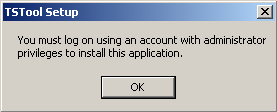 TSTool Setup
You must log on using an account with administrator
privileges to install this application.
OK